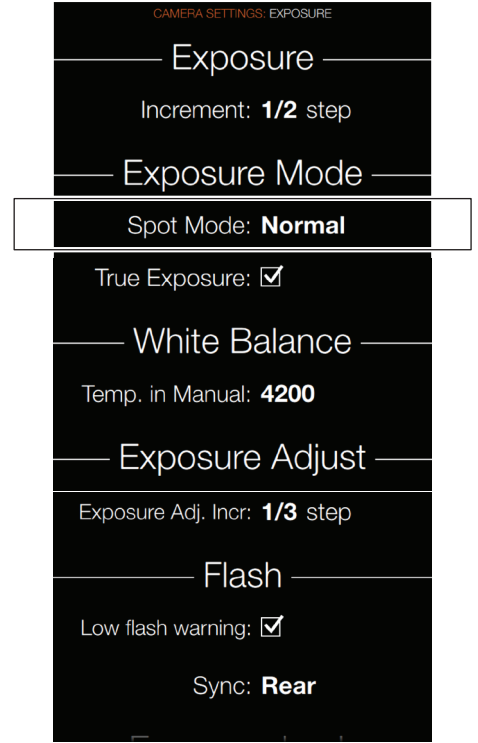 CAMERA SETTINGS: EXPOSURE
Exposure
Increment: 1/2 step
Exposure Mode
Spot Mode: Normal
True Exposure:
White Balance
Temp. in Manual: 4200
Exposure Adjust
Exposure Adj. Incr: 1/3 step
Flash
Low flash warning:
Sync: Rear